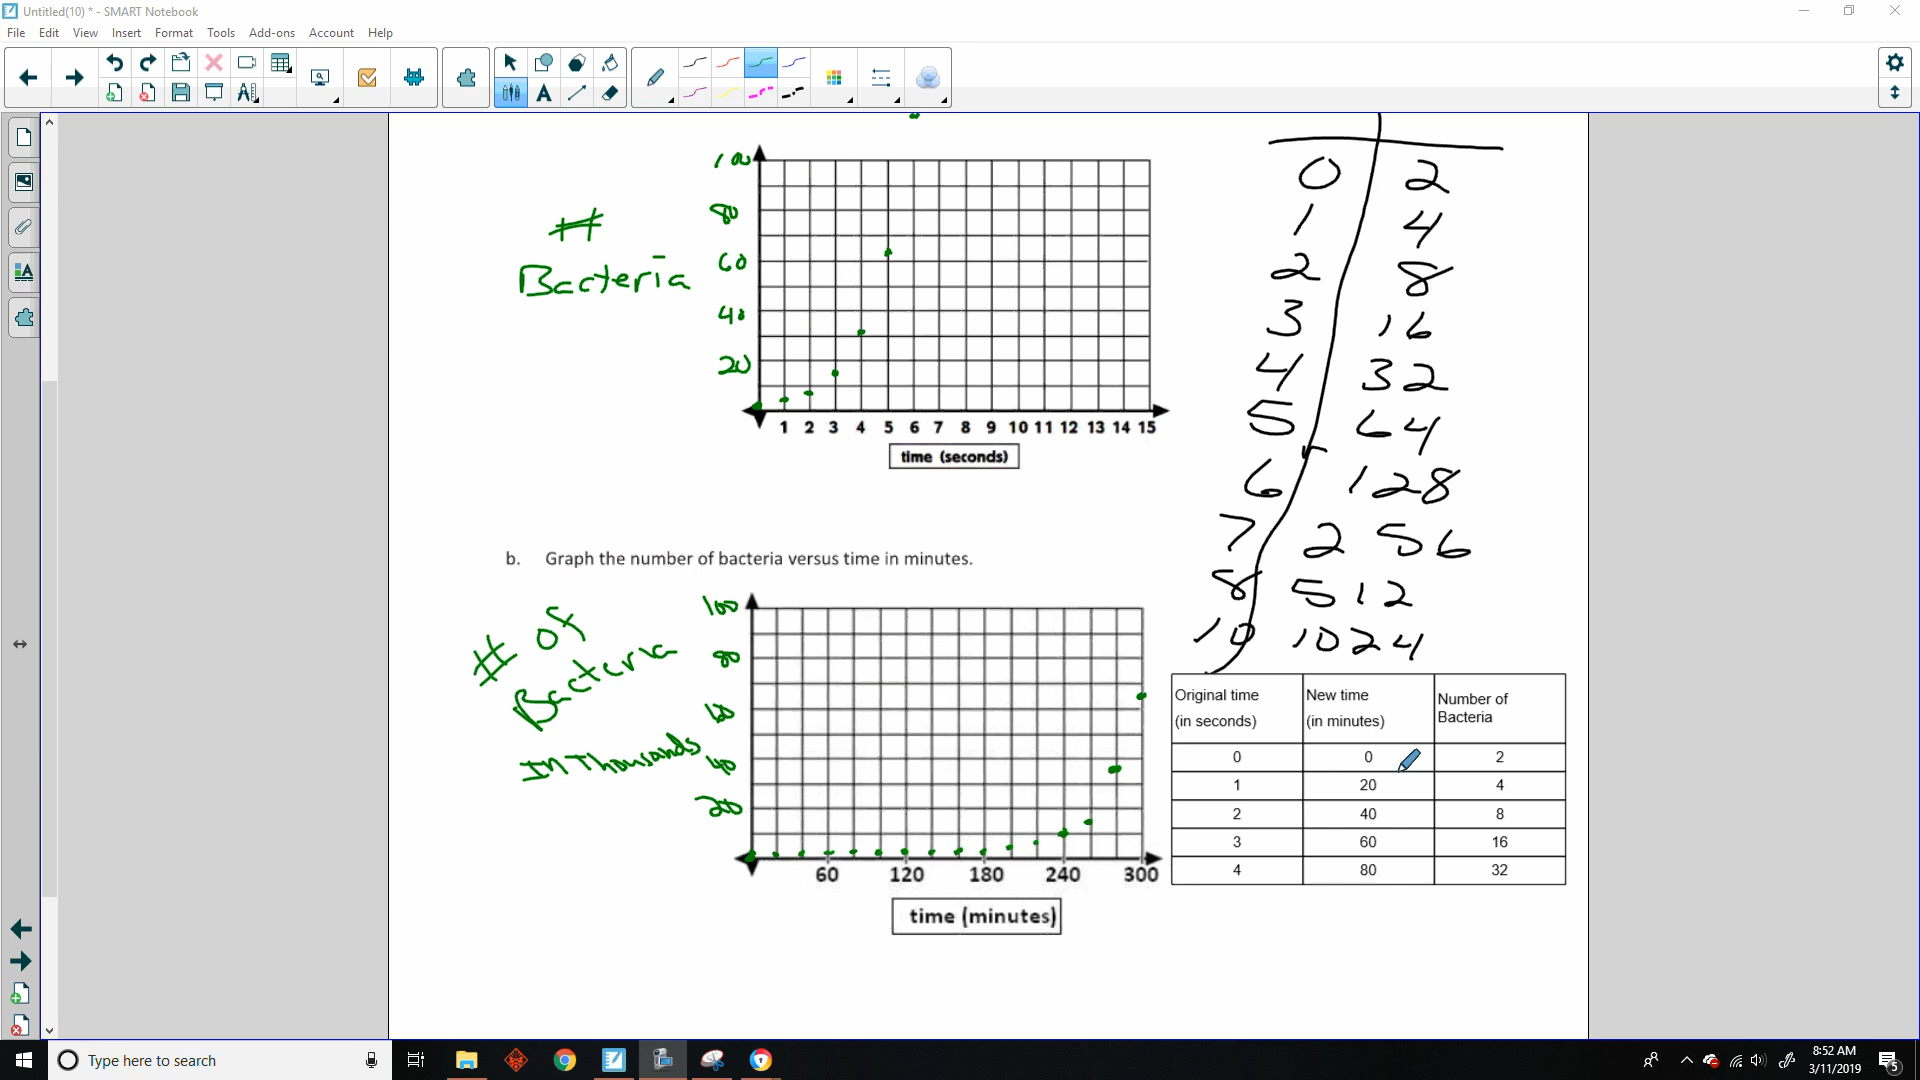 Untitled(10) * - SMART Notebook
File Edit View Insert Format Tools Add-ons Account Help
100
80
60
40
20
#
Bacteria
1 2 3 4 5 6 7 8 9 10 11 12 13 14 15
time (seconds)
0 2
1 4
2 8
3 16
4 32
5 64
6 128
7 256
8 512
10 1024
b. Graph the number of bacteria versus time in minutes.
# of
Bacteria
In Thousands
100
80
60
40
200
60 120 180 240 300
time (minutes)
Original time (in seconds) New time (in minutes) Number of Bacteria
0 0 2
1 20 4
2 40 8
3 60 16
4 80 32
Type here to search
8:52 AM
3/11/2019
5